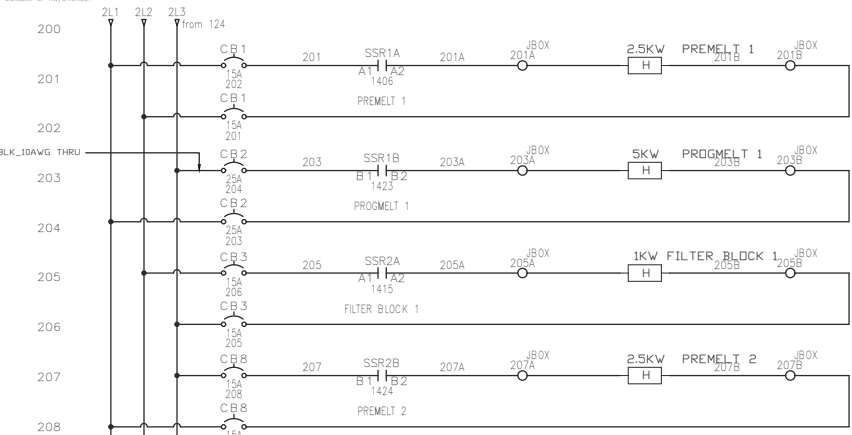 2L1 2L2 2L3
from 124
200
CB1 201 SSR1A 201A JBOX 2.5KW PREMELT 1 JBOX
201A 201B 201B
15A A1 A2 H
202 1406
201
CB1 PREMELT 1
15A
201
202
BLK_10AWG THRU
CB2 203 SSR1B 203A JBOX 5KW PROGMELT 1 JBOX
203A 203B 203B
25A B1 B2 H
204 1423
203
CB2 PROGMELT 1
25A
203
204
CB3 205 SSR2A 205A JBOX 1KW FILTER BLOCK 1 JBOX
205A 205B 205B
15A A1 A2 H
206 1415
205
CB3 FILTER BLOCK 1
15A
205
206
CB8 207 SSR2B 207A JBOX 2.5KW PREMELT 2 JBOX
207A 207B 207B
15A B1 B2 H
208 1424
207
CB8 PREMELT 2
15A
208